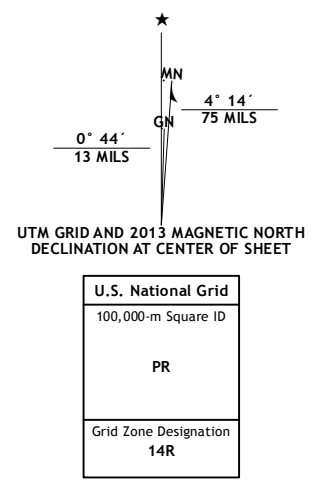 ★
MN
GN
4° 14´
75 MILS
0° 44´
13 MILS
UTM GRID AND 2013 MAGNETIC NORTH
DECLINATION AT CENTER OF SHEET
U.S. National Grid
100,000-m Square ID
PR
Grid Zone Designation
14R